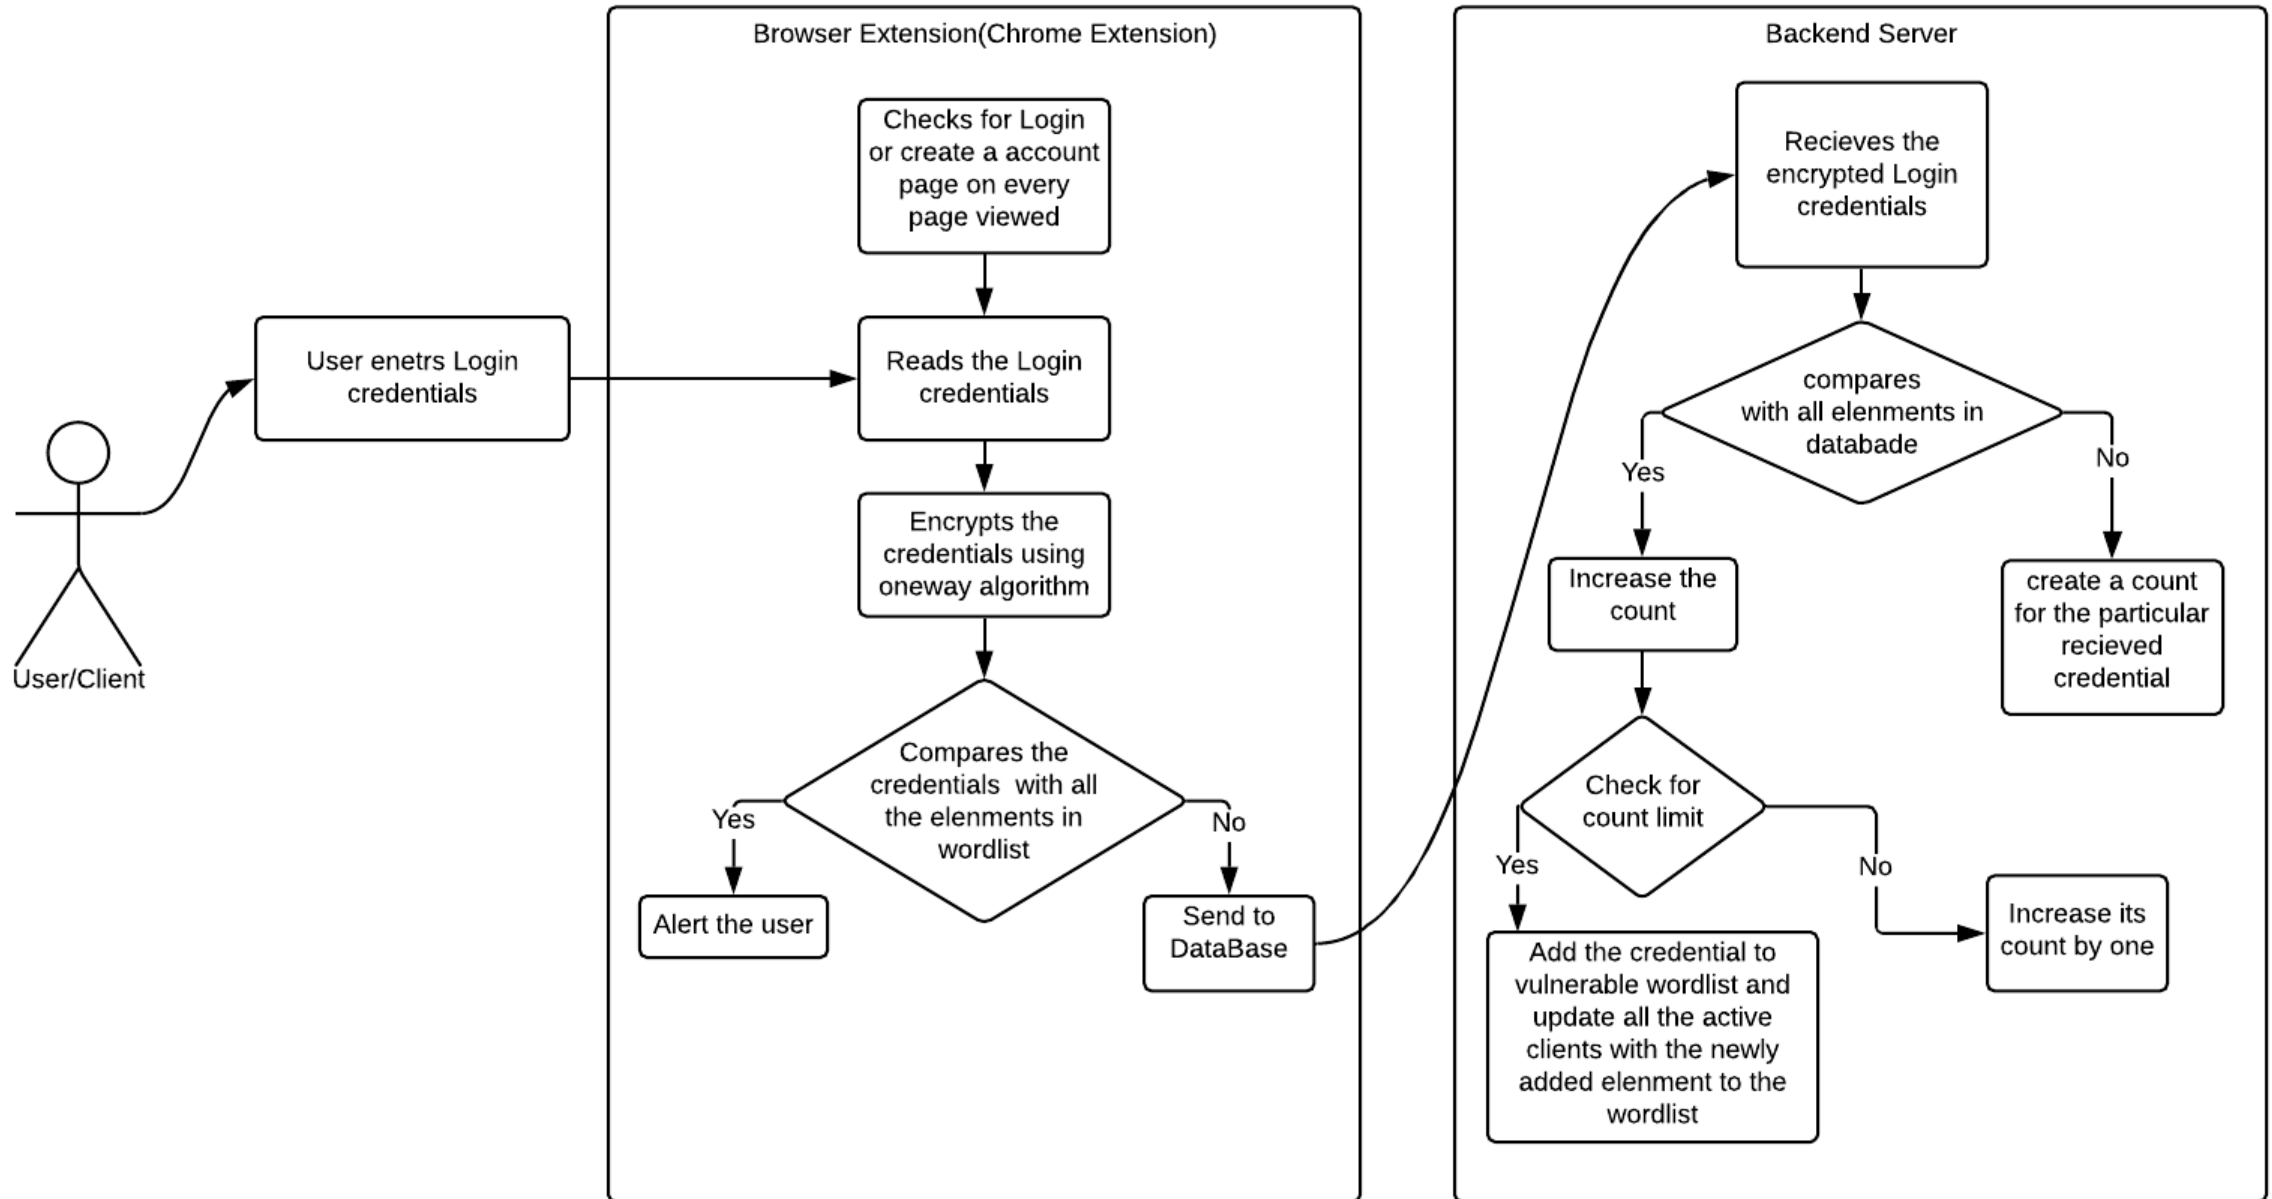 User/Client
User enetrs Login
credentials
Browser Extension(Chrome Extension)
Checks for Login
or create a account
page on every
page viewed
Reads the Login
credentials
Encrypts the
credentials using
oneway algorithm
Compares the
credentials  with all
the elenments in
wordlist
Yes
No
Alert the user
Send to
DataBase
Backend Server
Recieves the
encrypted Login
credentials
compares
with all elenments in
databade
Yes
No
Increase the
count
create a count
for the particular
recieved
credential
Check for
count limit
Yes
No
Add the credential to
vulnerable wordlist and
update all the active
clients with the newly
added elenment to the
wordlist
Increase its
count by one